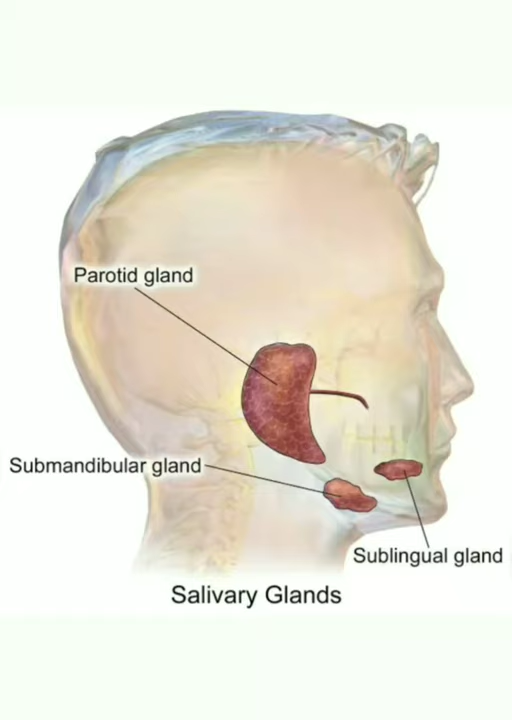 Parotid gland
Submandibular gland
Sublingual gland
Salivary Glands